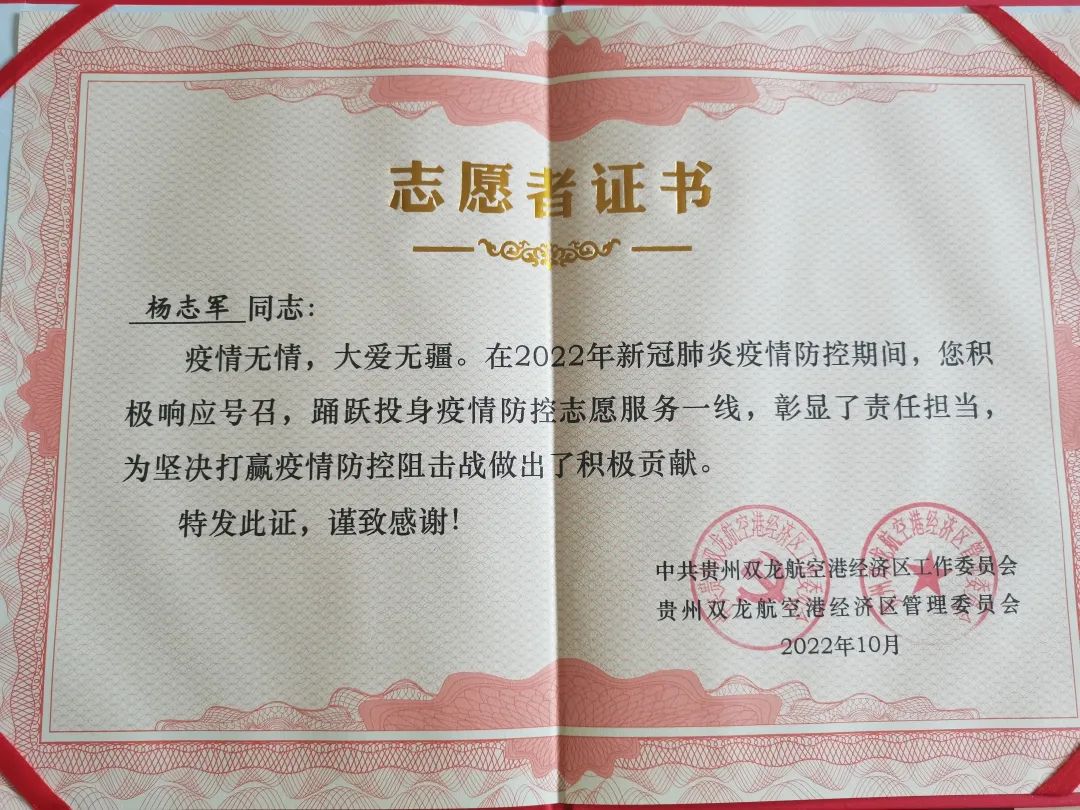 志愿者证书
杨志军 同志：
疫情无情，大爱无疆。在2022年新冠肺炎疫情防控期间，您积
极响应号召，踊跃投身疫情防控志愿服务一线，彰显了责任担当，
为坚决打赢疫情防控阻击战做出了积极贡献。
特发此证，谨致感谢！
中共贵州双龙航空港经济区工作委员会
贵州双龙航空港经济区管理委员会
2022年10月